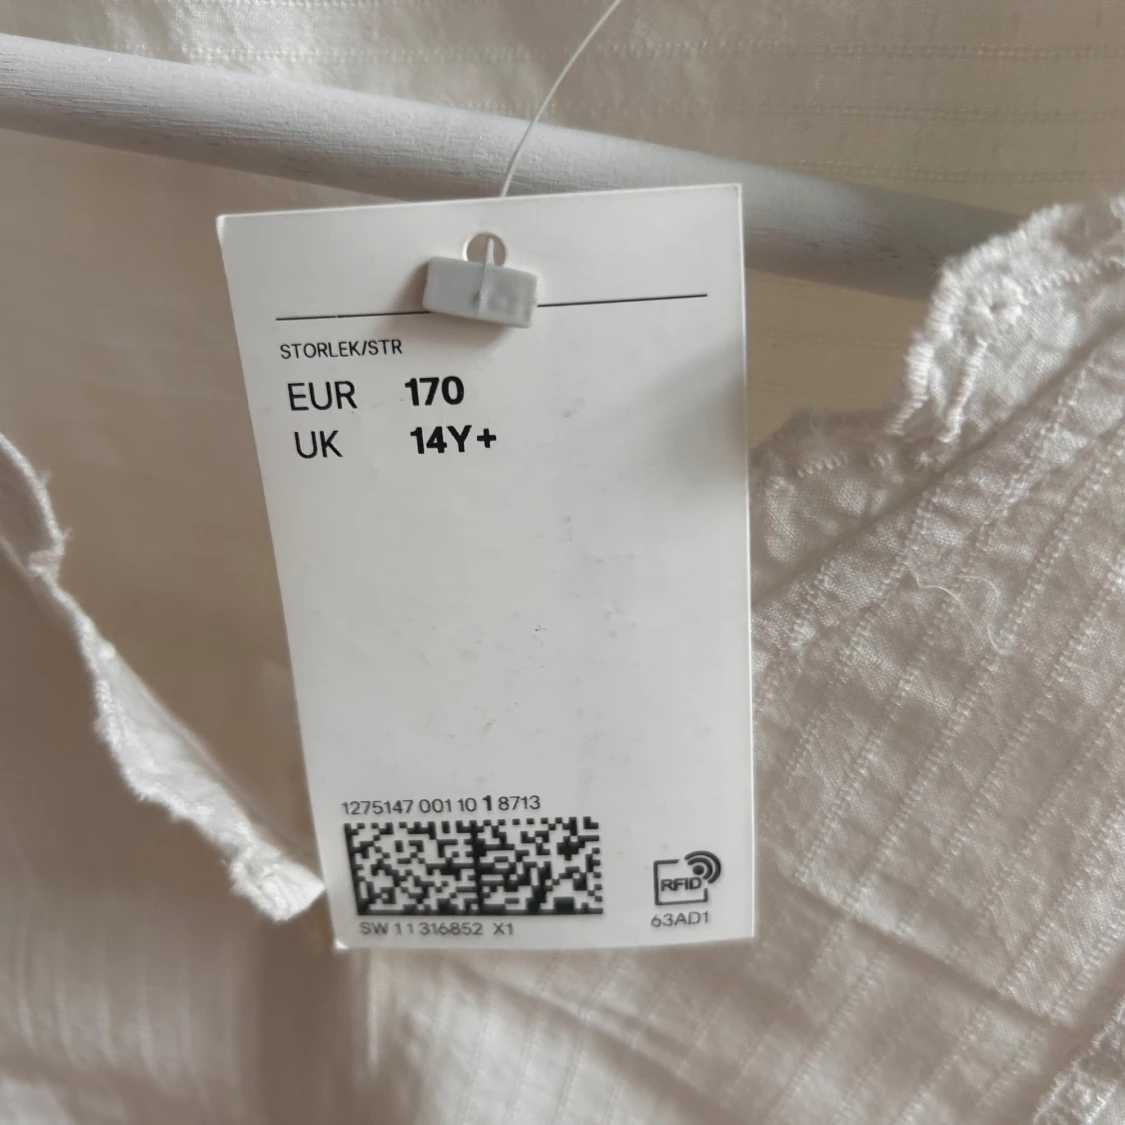 STORLEK/STR
EUR 170
UK 14Y+
1275147 001 10 1 8713
SW 11316852 X1
RFID
63AD1